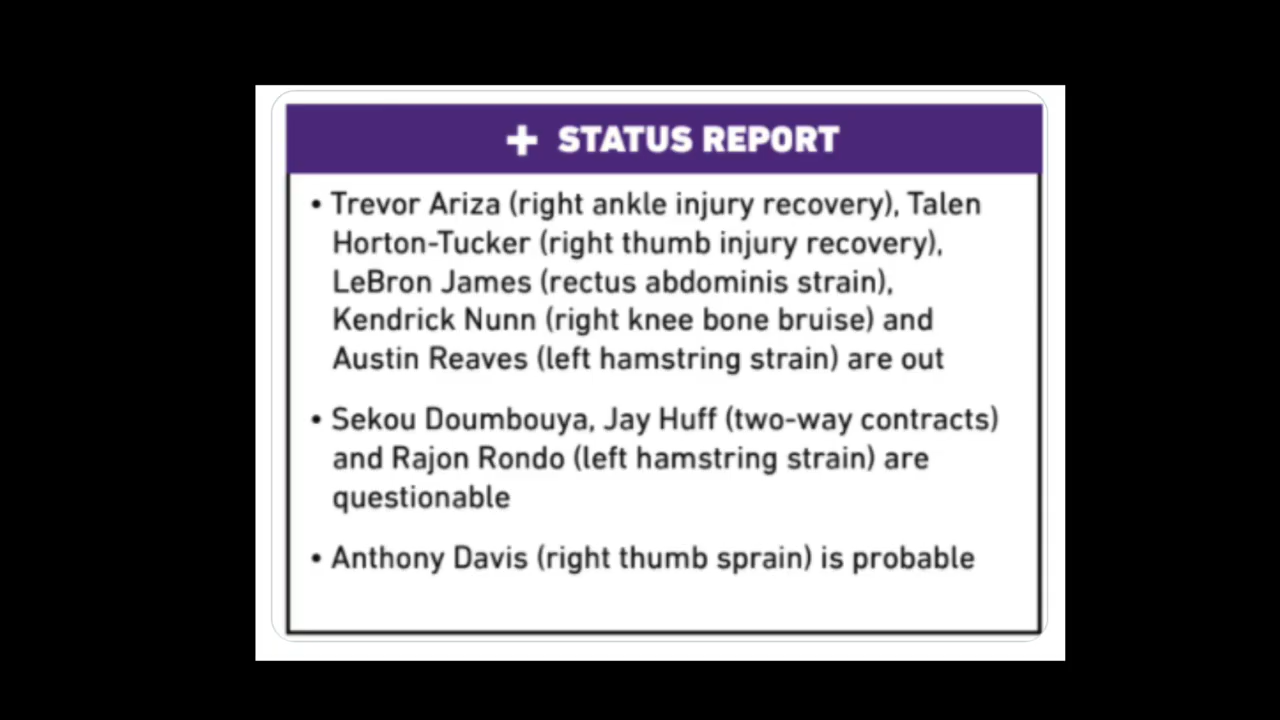 + STATUS REPORT
• Trevor Ariza (right ankle injury recovery), Talen
Horton-Tucker (right thumb injury recovery),
LeBron James (rectus abdominis strain),
Kendrick Nunn (right knee bone bruise) and
Austin Reaves (left hamstring strain) are out
• Sekou Doumbouya, Jay Huff (two-way contracts)
and Rajon Rondo (left hamstring strain) are
questionable
• Anthony Davis (right thumb sprain) is probable